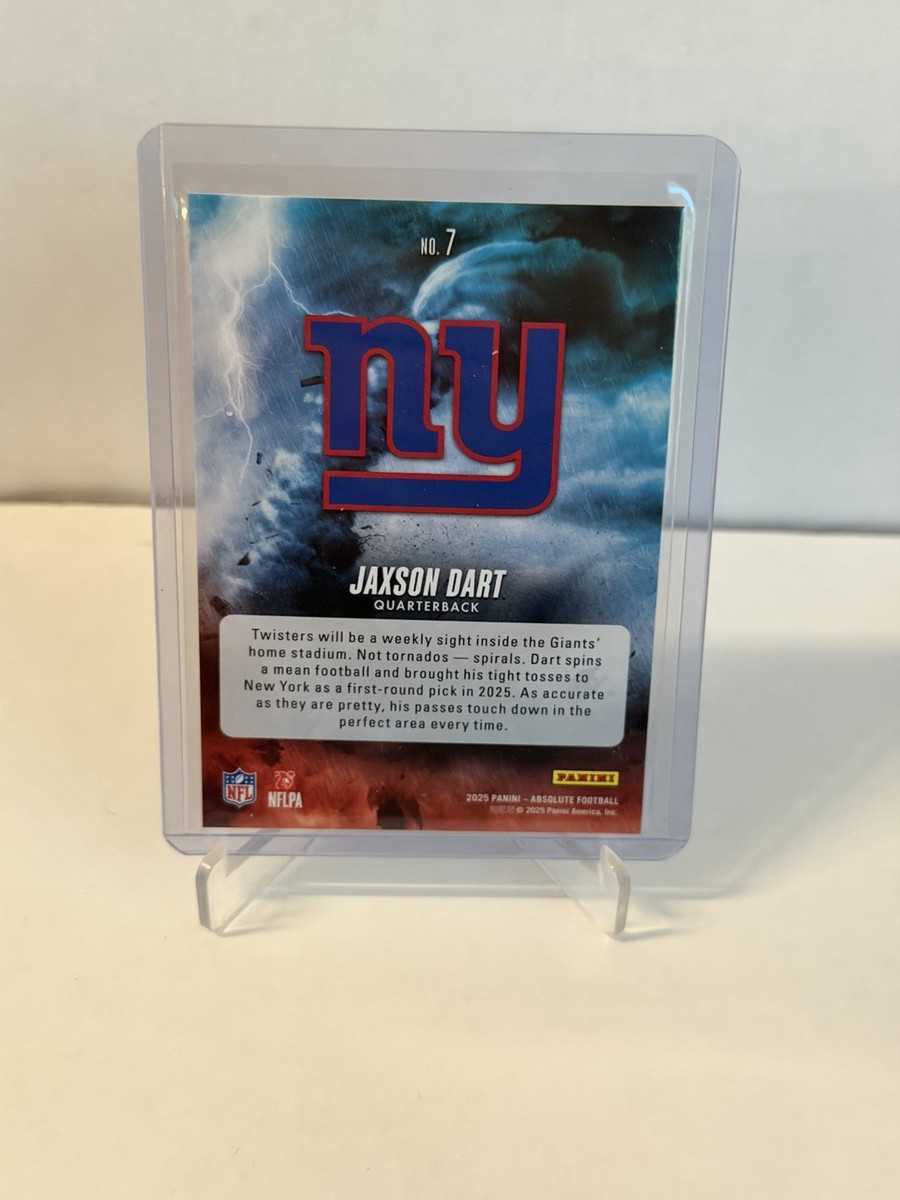 NO. 7
ny
JAXSON DART
QUARTERBACK
Twisters will be a weekly sight inside the Giants'
home stadium. Not tornados — spirals. Dart spins
a mean football and brought his tight tosses to
New York as a first-round pick in 2025. As accurate
as they are pretty, his passes touch down in the
perfect area every time.
NFL
NFLPA
PANINI
2025 PANINI – ABSOLUTE FOOTBALL
© 2025 Panini America, Inc.